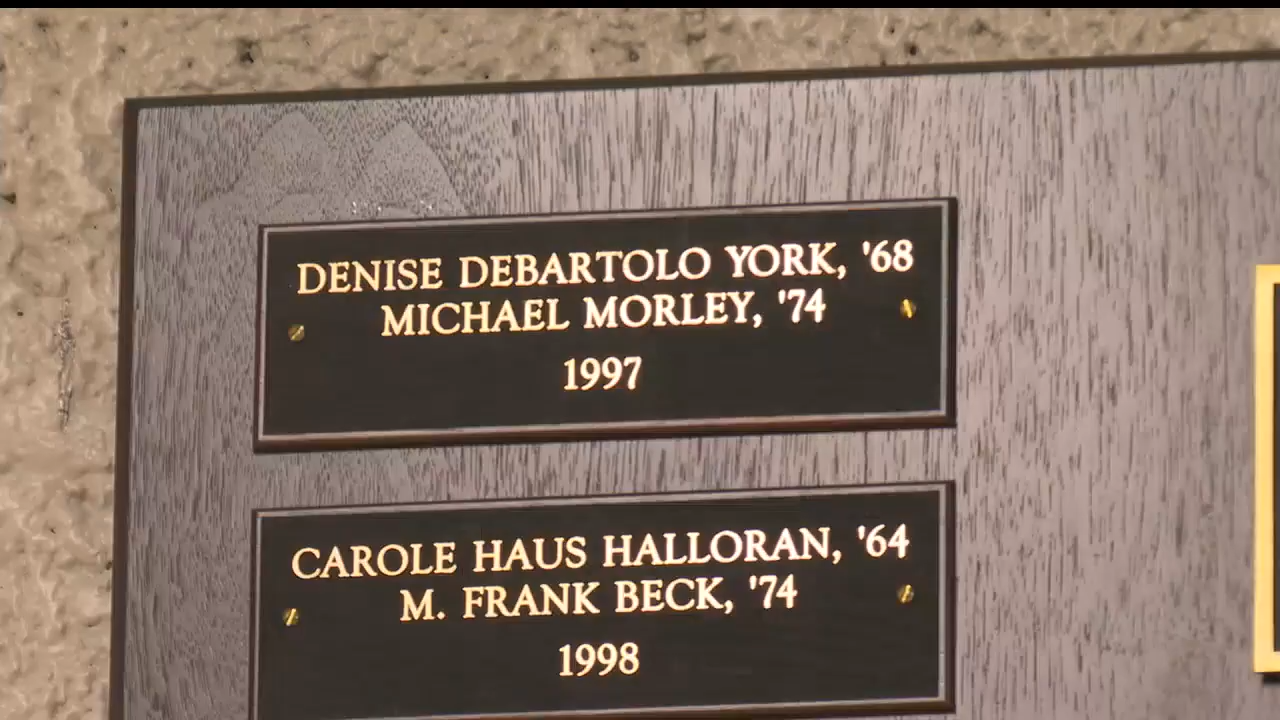 DENISE DEBARTOLO YORK, '68
MICHAEL MORLEY, '74
1997
CAROLE HAUS HALLORAN, '64
M. FRANK BECK, '74
1998